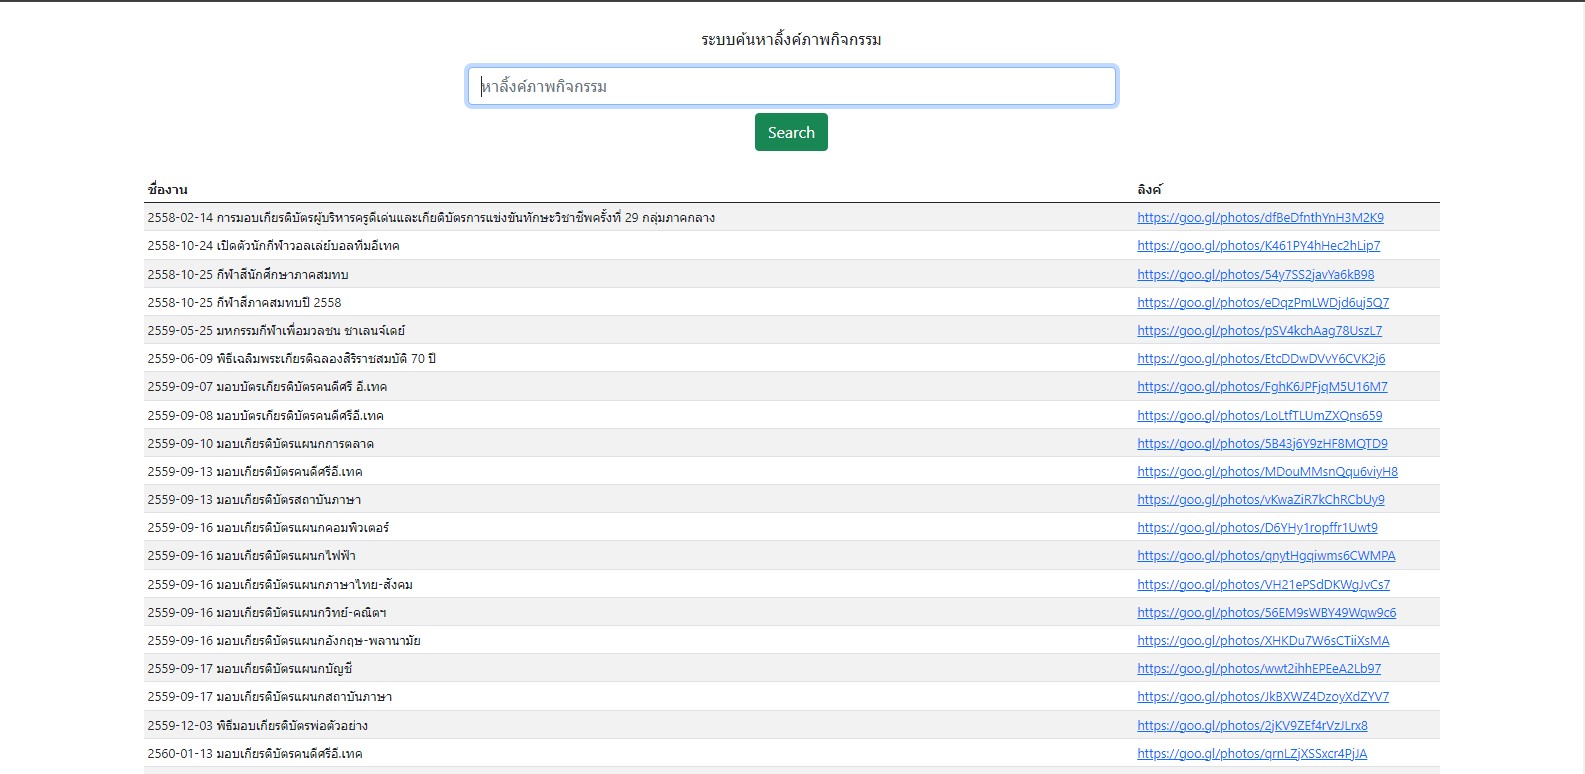 ระบบค้นหาลิ้งค์ภาพกิจกรรม
หาลิ้งค์ภาพกิจกรรม
Search
ชื่องาน ลิงค์
2558-02-14 การมอบเกียรติบัตรผู้บริหารครูดีเด่นและเกียติบัตรการแข่งขันทักษะวิชาชีพครั้งที่ 29 กลุ่มภาคกลาง https://goo.gl/photos/dfBeDfnthYnH3M2K9
2558-10-24 เปิดตัวนักกีฬาวอลเล่ย์บอลทีมอีเทค https://goo.gl/photos/K461PY4hHec2hLip7
2558-10-25 กีฬาสีนักศึกษาภาคสมทบ https://goo.gl/photos/54y7SS2javYa6kB98
2558-10-25 กีฬาสีภาคสมทบปี 2558 https://goo.gl/photos/eDqzPmLWDjd6uj5Q7
2559-05-25 มหกรรมกีฬาเพื่อมวลชน ชาเลนจ์เดย์ https://goo.gl/photos/pSV4kchAag78UszL7
2559-06-09 พิธีเฉลิมพระเกียรติฉลองสิริราชสมบัติ 70 ปี https://goo.gl/photos/EtcDDwDVvY6CVK2j6
2559-09-07 มอบบัตรเกียรติบัตรคนดีศรี อี.เทค https://goo.gl/photos/FghK6JPFjqM5U16M7
2559-09-08 มอบบัตรเกียรติบัตรคนดีศรีอี.เทค https://goo.gl/photos/LoLtfTLUmZXQns659
2559-09-10 มอบเกียรติบัตรแผนกการตลาด https://goo.gl/photos/5B43j6Y9zHF8MQTD9
2559-09-13 มอบเกียรติบัตรคนดีศรีอี.เทค https://goo.gl/photos/MDouMMsnQqu6viyH8
2559-09-13 มอบเกียรติบัตรสถาบันภาษา https://goo.gl/photos/vKwaZiR7kChRCbUy9
2559-09-16 มอบเกียรติบัตรแผนกคอมพิวเตอร์ https://goo.gl/photos/D6YHy1ropffr1Uwt9
2559-09-16 มอบเกียรติบัตรแผนกไฟฟ้า https://goo.gl/photos/qnytHgqiwms6CWMPA
2559-09-16 มอบเกียรติบัตรแผนกภาษาไทย-สังคม https://goo.gl/photos/VH21ePSdDKWgJvCs7
2559-09-16 มอบเกียรติบัตรแผนกวิทย์-คณิตฯ https://goo.gl/photos/56EM9sWBY49Wqw9c6
2559-09-16 มอบเกียรติบัตรแผนกอังกฤษ-พลานามัย https://goo.gl/photos/XHKDu7W6sCTiiXsMA
2559-09-17 มอบเกียรติบัตรแผนกบัญชี https://goo.gl/photos/wwt2ihhEPEeA2Lb97
2559-09-17 มอบเกียรติบัตรแผนกสถาบันภาษา https://goo.gl/photos/JkBXWZ4DzoyXdZYV7
2559-12-03 พิธีมอบเกียรติบัตรพ่อตัวอย่าง https://goo.gl/photos/2jKV9ZEf4rVzJLrx8
2560-01-13 มอบเกียรติบัตรคนดีศรีอี.เทค https://goo.gl/photos/qrnLZjXSSxcr4PjJA